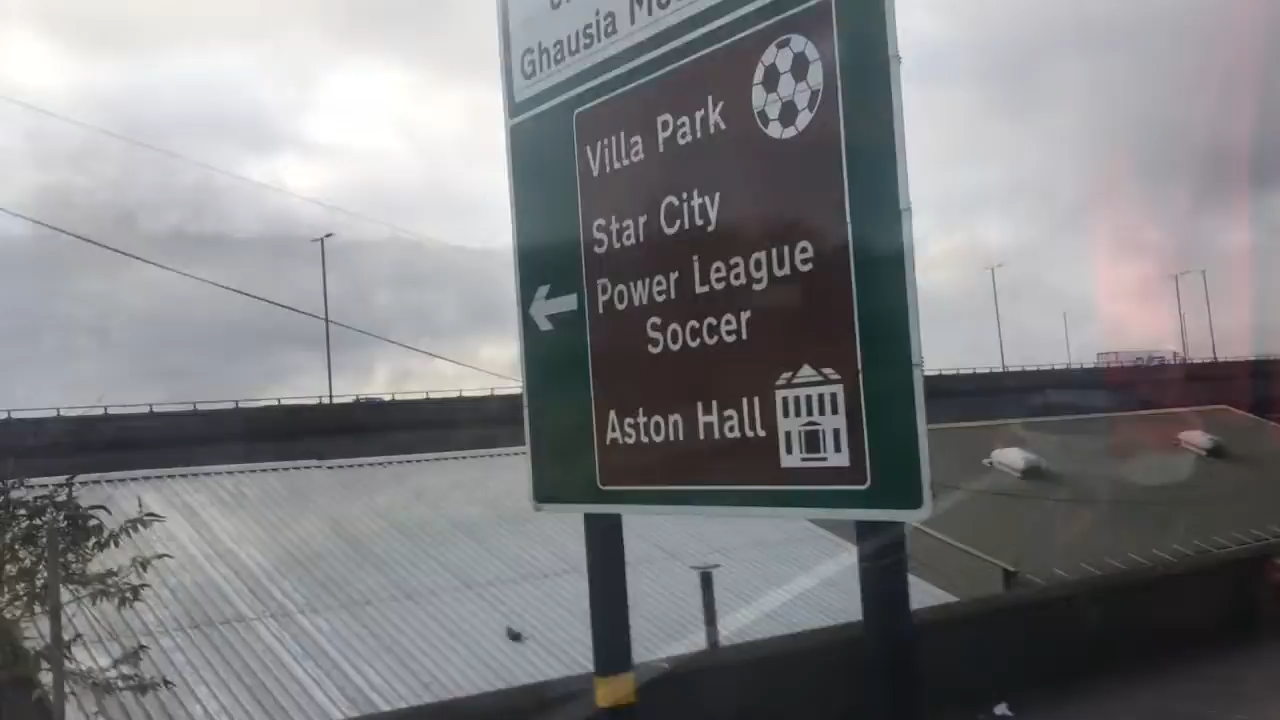 Ghausia
Villa Park
Star City
Power League
Soccer
Aston Hall